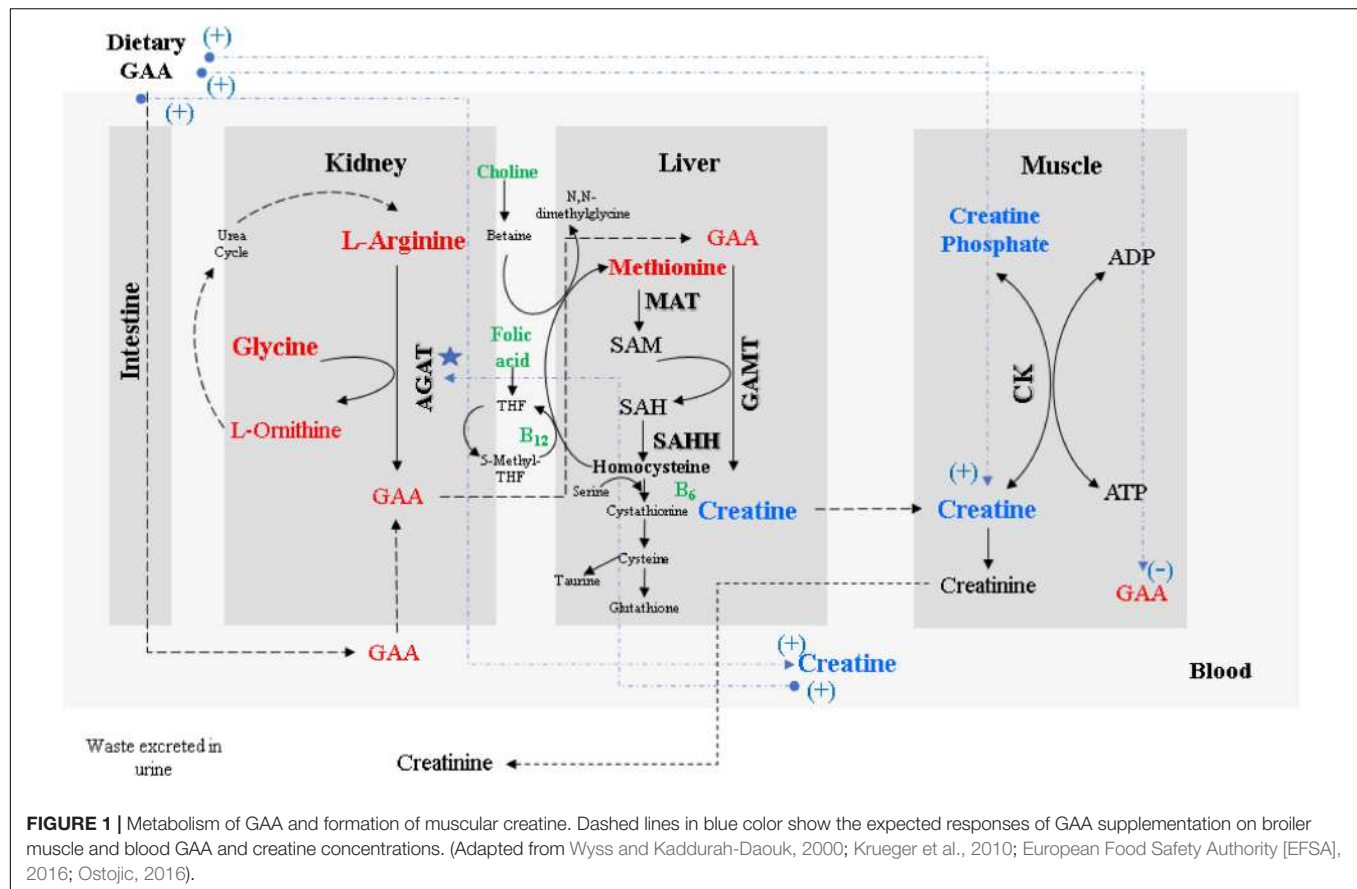 Dietary
GAA
(+)
(+)
(+)
Intestine
Kidney
Urea
Cycle
L-Arginine
Glycine
L-Ornithine
AGAT
GAA
GAA
Choline
Betaine
N,N-
dimethylglycine
Folic
acid
THF
B12
5-Methyl-
THF
Liver
GAA
Methionine
MAT
SAM
SAH
GAMT
SAHH
Homocysteine
Serine
B6
Cystathionine
Creatine
Cysteine
Taurine
Glutathione
Muscle
Creatine
Phosphate
ADP
CK
(+)
Creatine
ATP
Creatinine
(-)
GAA
(+)
Creatine
(+)
Blood
Waste excreted in
urine
Creatinine
FIGURE 1 | Metabolism of GAA and formation of muscular creatine. Dashed lines in blue color show the expected responses of GAA supplementation on broiler
muscle and blood GAA and creatine concentrations. (Adapted from Wyss and Kaddurah-Daouk, 2000; Krueger et al., 2010; European Food Safety Authority [EFSA],
2016; Ostojic, 2016).